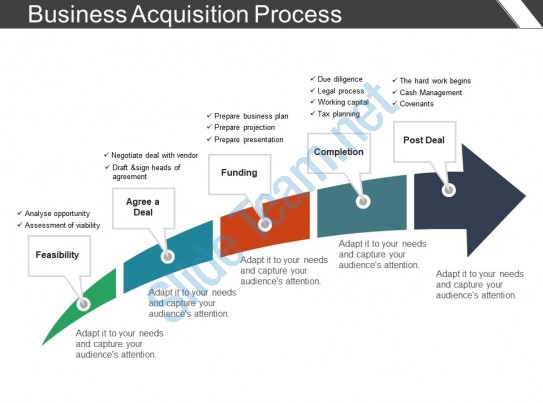 Business Acquisition Process
Analyse opportunity
Assessment of viability
Feasibility
Adapt it to your needs
and capture your
audience's attention.
Negotiate deal with vendor
Draft &sign heads of
agreement
Agree a
Deal
Adapt it to your needs
and capture your
audience's attention.
Prepare business plan
Prepare projection
Prepare presentation
Funding
Adapt it to your needs
and capture your
audience's attention.
Due diligence
Legal process
Working capital
Tax planning
Completion
Adapt it to your needs
and capture your
audience's attention.
The hard work begins
Cash Management
Covenants
Post Deal
Adapt it to your needs
and capture your
audience's attention.
Slide Team.net